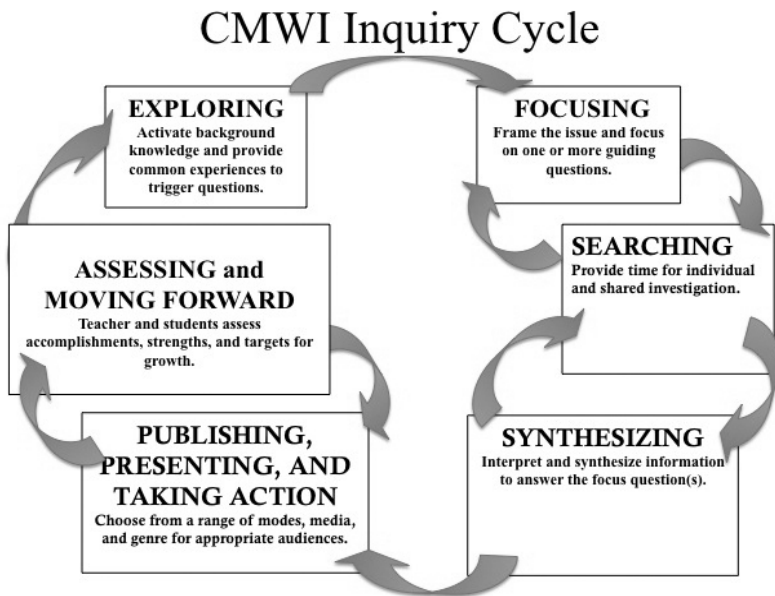 CMWI Inquiry Cycle
EXPLORING
Activate background
knowledge and provide
common experiences to
trigger questions.
FOCUSING
Frame the issue and focus
on one or more guiding
questions.
SEARCHING
Provide time for individual
and shared investigation.
SYNTHESIZING
Interpret and synthesize information
to answer the focus question(s).
PUBLISHING,
PRESENTING, AND
TAKING ACTION
Choose from a range of modes, media,
and genre for appropriate audiences.
ASSESSING and
MOVING FORWARD
Teacher and students assess
accomplishments, strengths, and targets for
growth.